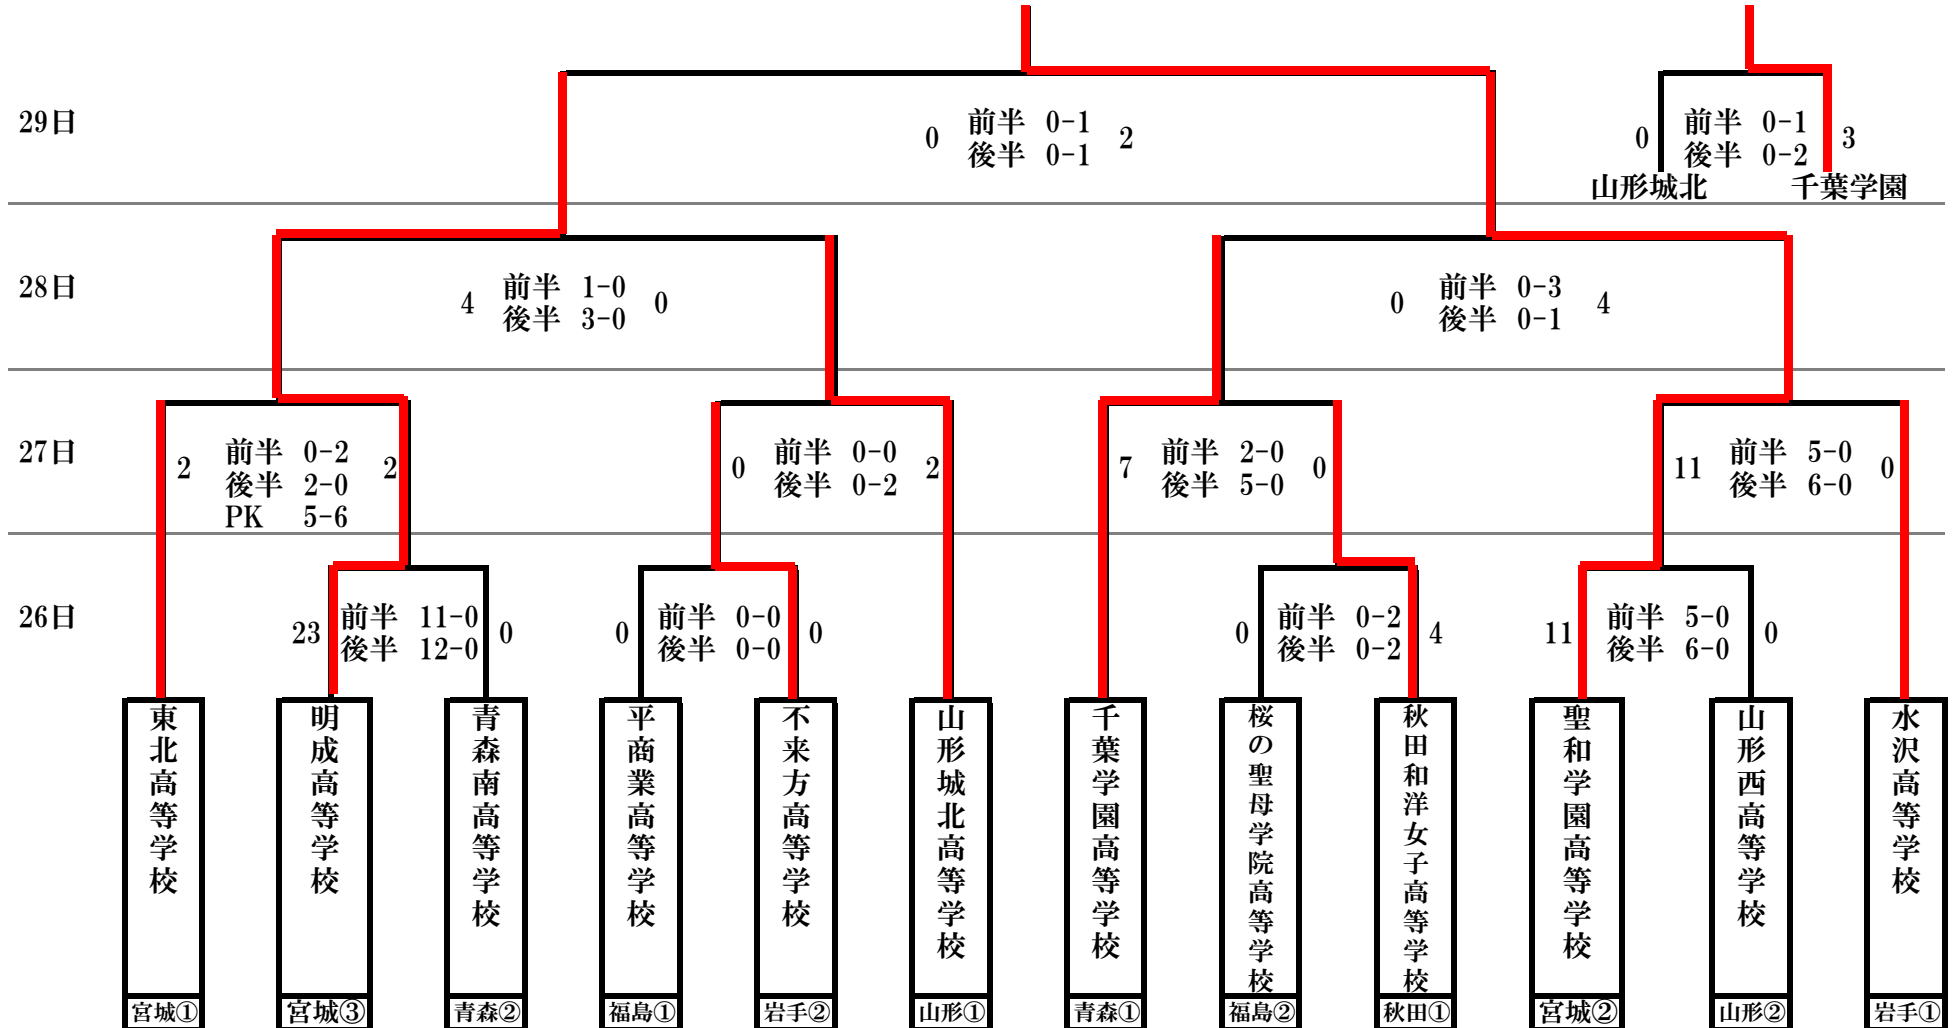 29日
0 前半 0-1 2
後半 0-1
0 前半 0-1 3
後半 0-2
山形城北 千葉学園
28日
4 前半 1-0 0
後半 3-0
0 前半 0-3 4
後半 0-1
27日
2 前半 0-2 2
後半 2-0
PK 5-6
0 前半 0-0 2
後半 0-2
7 前半 2-0 0
後半 5-0
11 前半 5-0 0
後半 6-0
26日
23 前半 11-0 0
後半 12-0
0 前半 0-0 0
後半 0-0
0 前半 0-2 4
後半 0-2
11 前半 5-0 0
後半 6-0
東北高等学校
明成高等学校
青森南高等学校
平商業高等学校
不来方高等学校
山形城北高等学校
千葉学園高等学校
桜の聖母学院高等学校
秋田和洋女子高等学校
聖和学園高等学校
山形西高等学校
水沢高等学校
宮城①
宮城③
青森②
福島①
岩手②
山形①
青森①
福島②
秋田①
宮城②
山形②
岩手①